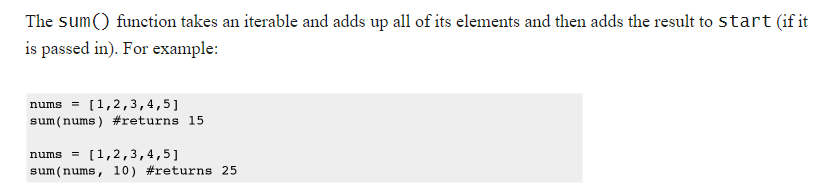 The sum() function takes an iterable and adds up all of its elements and then adds the result to start (if it
is passed in). For example:
nums = [1,2,3,4,5]
sum(nums) #returns 15
nums = [1,2,3,4,5]
sum(nums, 10) #returns 25